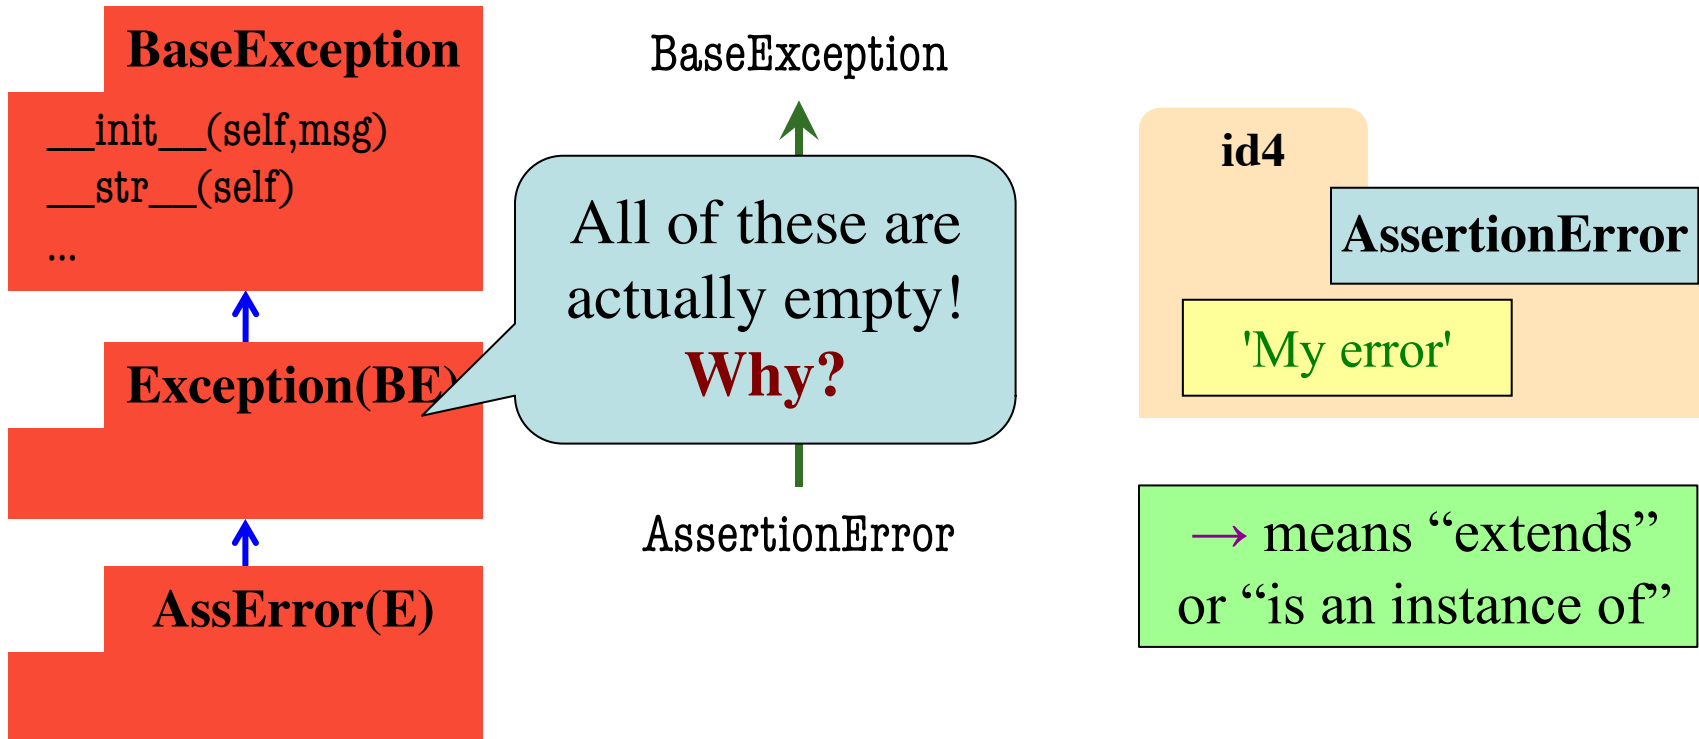 BaseException
__init__(self,msg)
__str__(self)
...
Exception(BE)
AssError(E)
BaseException
All of these are
actually empty!
Why?
AssertionError
id4
AssertionError
'My error'
→ means “extends”
or “is an instance of”